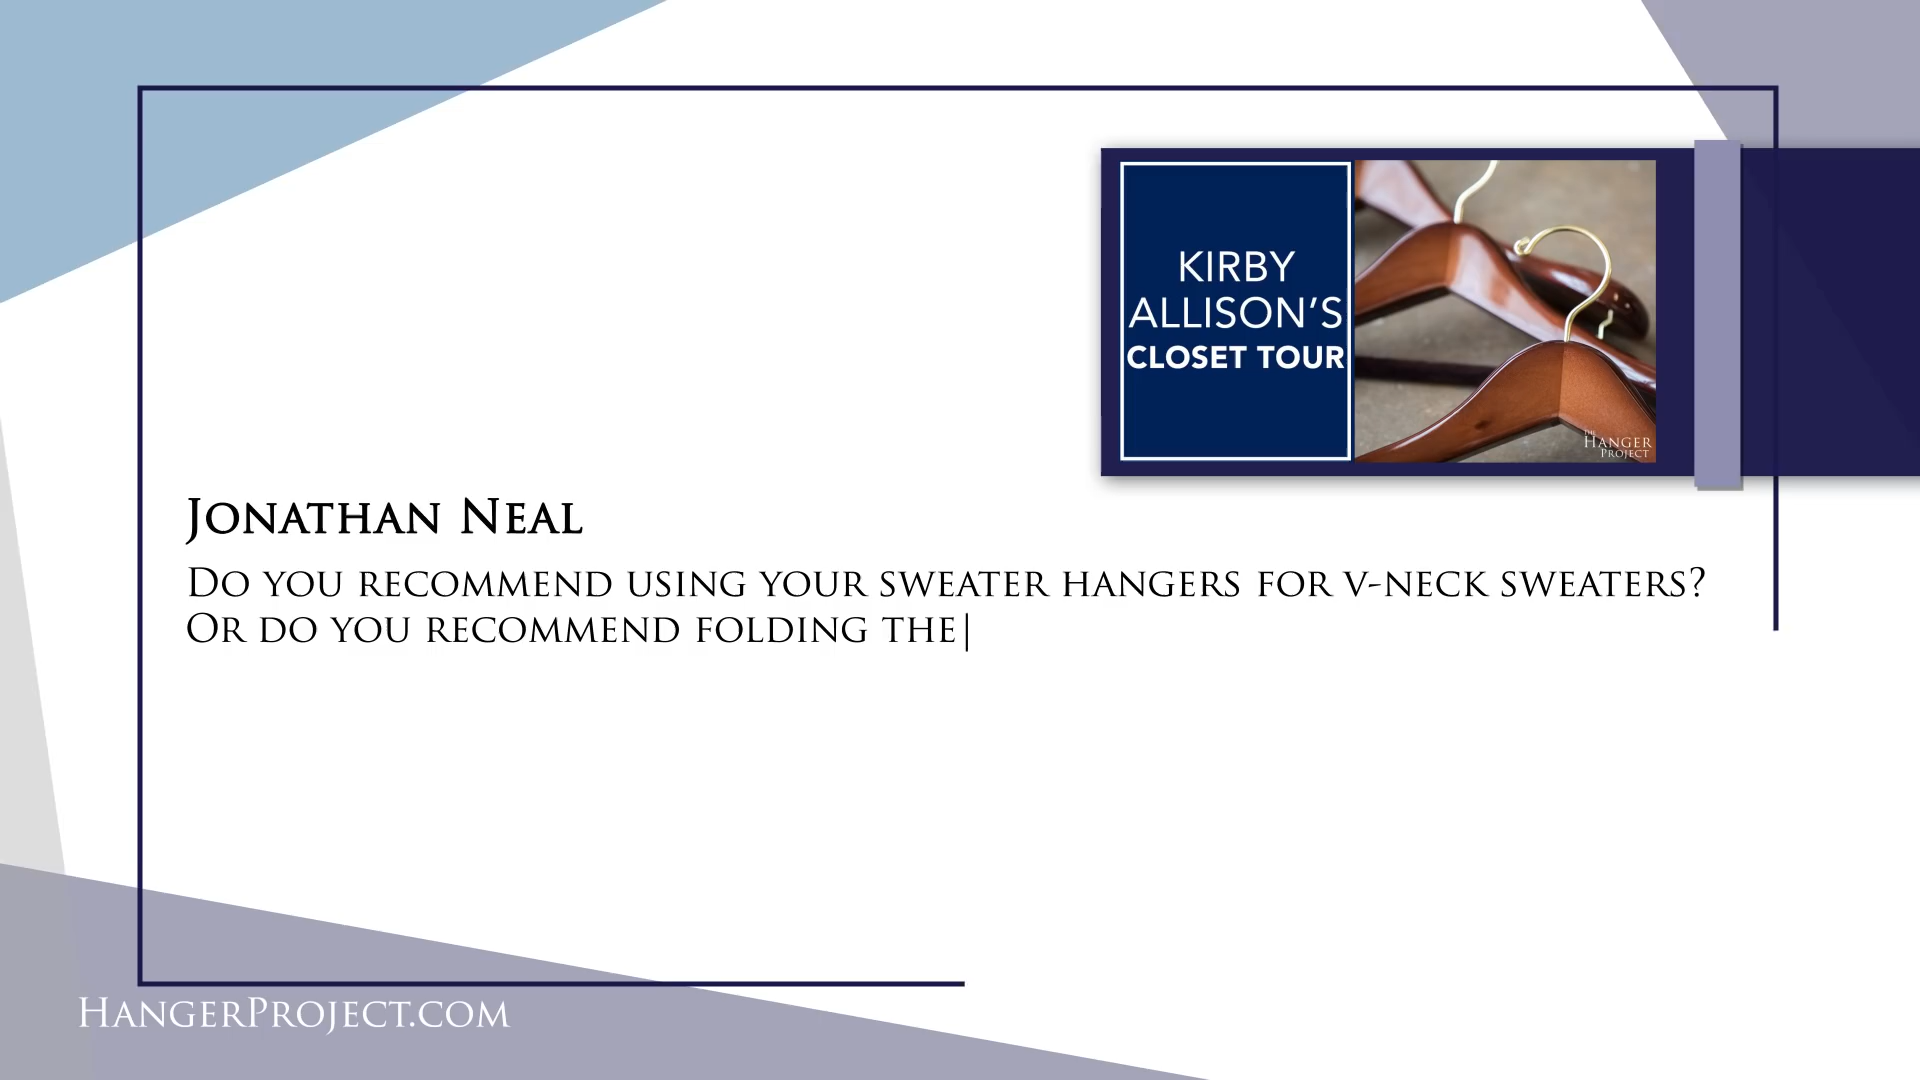 KIRBY
ALLISON'S
CLOSET TOUR
THE
HANGER
PROJECT
JONATHAN NEAL
DO YOU RECOMMEND USING YOUR SWEATER HANGERS FOR V-NECK SWEATERS?
OR DO YOU RECOMMEND FOLDING THE|
HANGERPROJECT.COM